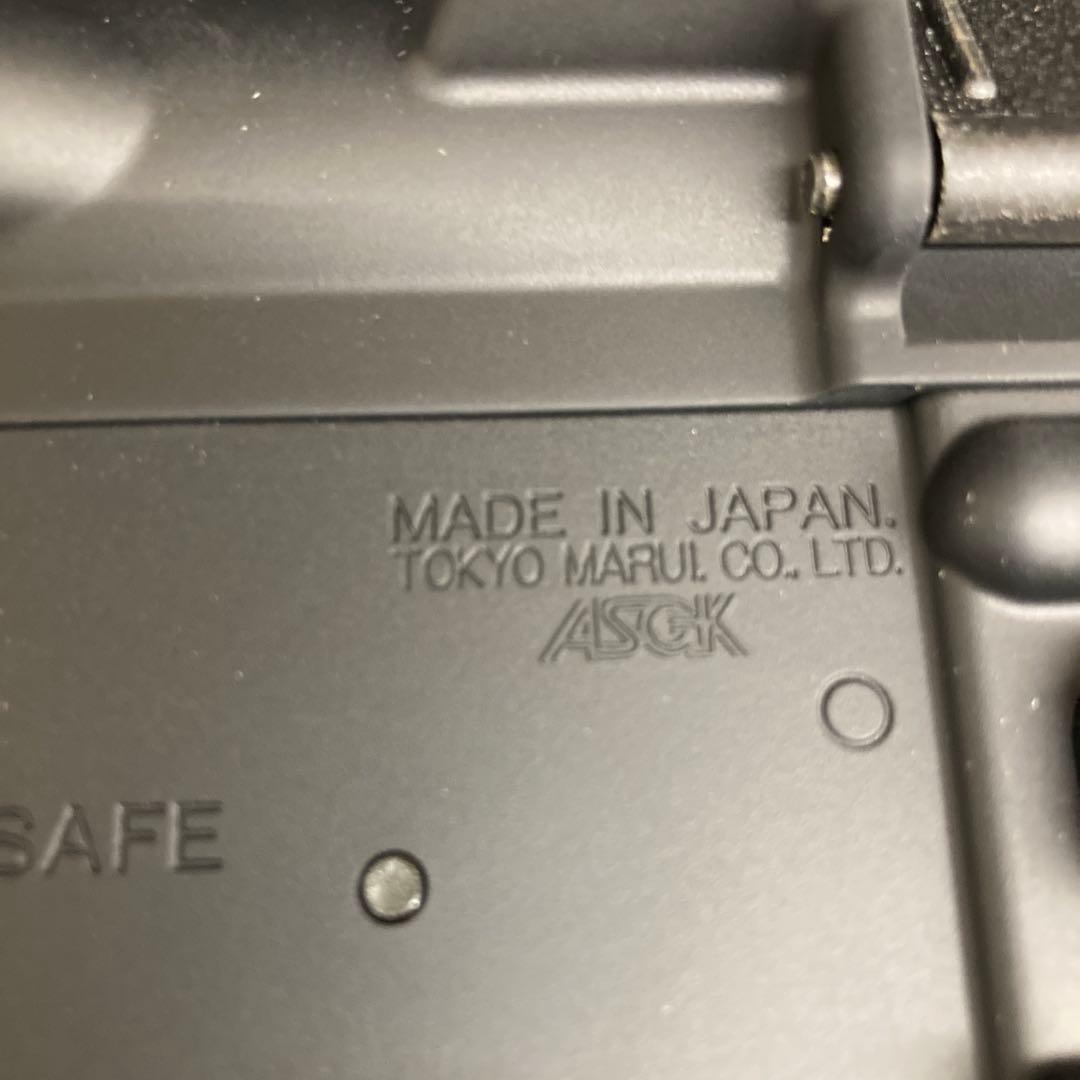 MADE IN JAPAN.
TOKYO MARUI. CO., LTD.
ASGK
SAFE